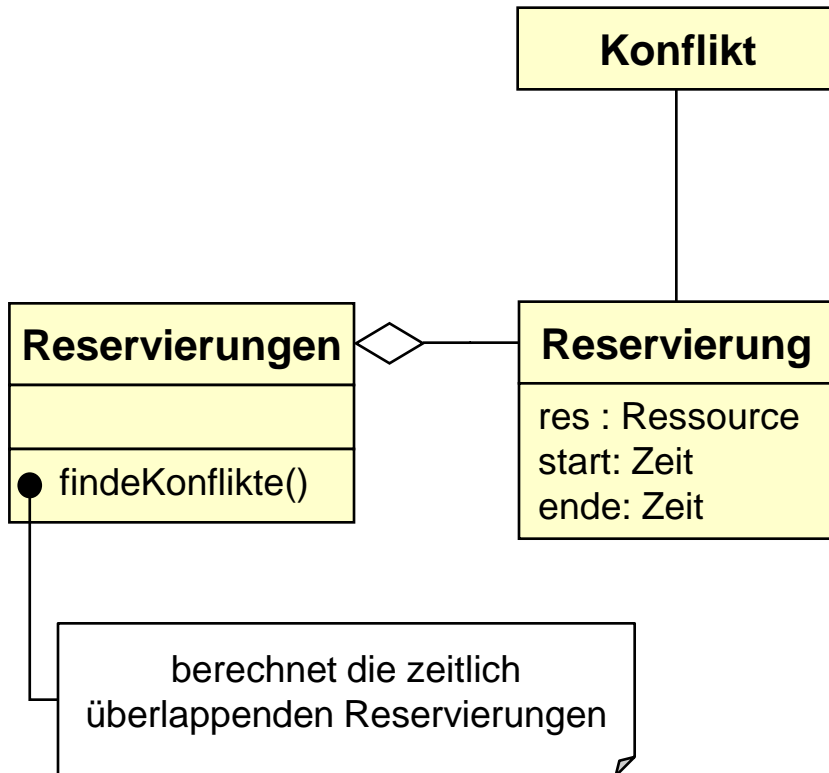 Konflikt
Reservierungen
findeKonflikte()
Reservierung
res : Ressource
start: Zeit
ende: Zeit
berechnet die zeitlich
überlappenden Reservierungen